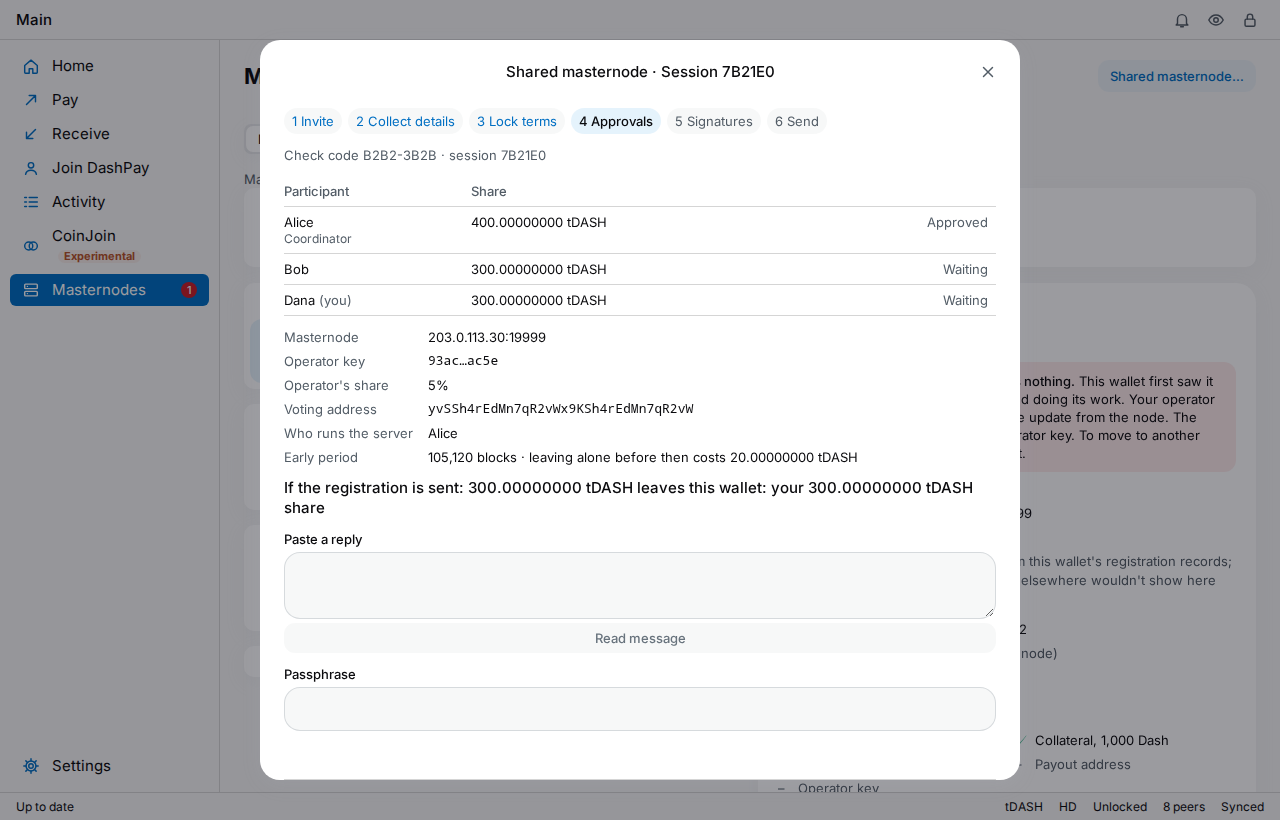 Main
Home
Pay
Receive
Join DashPay
Activity
CoinJoin
Experimental
Masternodes 1
Settings
M
Shared masternode...
Shared masternode · Session 7B21E0
1 Invite 2 Collect details 3 Lock terms 4 Approvals 5 Signatures 6 Send
Check code B2B2-3B2B · session 7B21E0
Participant Share
Alice 400.00000000 tDASH Approved
Coordinator
Bob 300.00000000 tDASH Waiting
Dana (you) 300.00000000 tDASH Waiting
Masternode 203.0.113.30:19999
Operator key 93ac…ac5e
Operator's share 5%
Voting address yvSSh4rEdMn7qR2vWx9KSh4rEdMn7qR2vW
Who runs the server Alice
Early period 105,120 blocks · leaving alone before then costs 20.00000000 tDASH
If the registration is sent: 300.00000000 tDASH leaves this wallet: your 300.00000000 tDASH
share
Paste a reply
Read message
Passphrase
nothing. This wallet first saw it
d doing its work. Your operator
update from the node. The
key. To move to another
99
this wallet's registration records;
elsewhere wouldn't show here
2
node)
Collateral, 1,000 Dash
Payout address
Operator key
Up to date
tDASH HD Unlocked 8 peers Synced